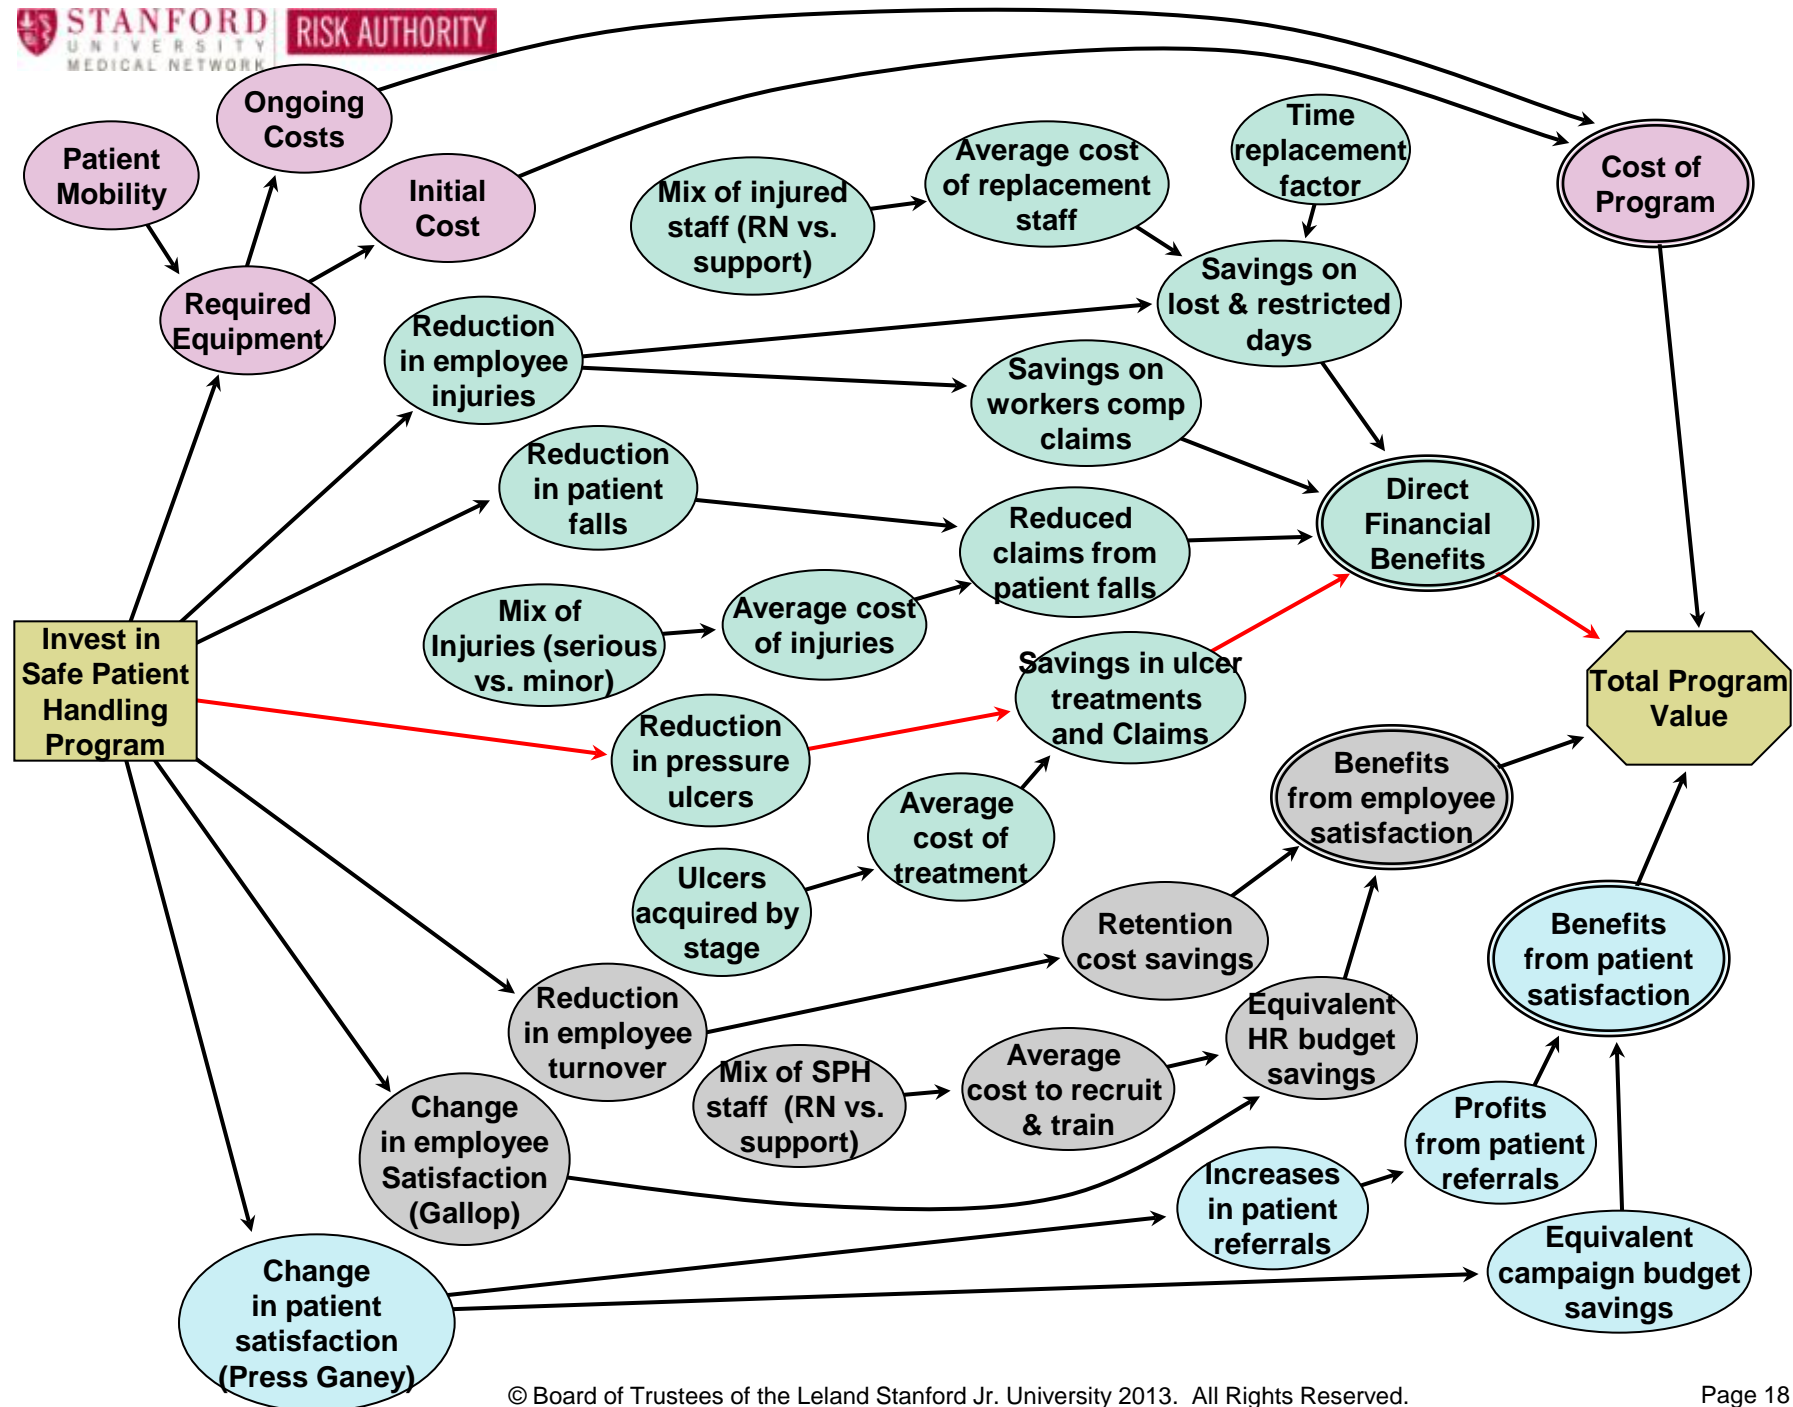 STANFORD
UNIVERSITY
MEDICAL NETWORK
RISK AUTHORITY
Ongoing
Costs
Patient
Mobility
Initial
Cost
Required
Equipment
Mix of injured
staff (RN vs.
support)
Average cost
of replacement
staff
Time
replacement
factor
Cost of
Program
Savings on
lost & restricted
days
Reduction
in employee
injuries
Savings on
workers comp
claims
Reduction
in patient
falls
Reduced
claims from
patient falls
Direct
Financial
Benefits
Mix of
Injuries (serious
vs. minor)
Average cost
of injuries
Invest in
Safe Patient
Handling
Program
Savings in ulcer
treatments
and Claims
Total Program
Value
Reduction
in pressure
ulcers
Average
cost of
treatment
Benefits
from employee
satisfaction
Ulcers
acquired by
stage
Retention
cost savings
Benefits
from patient
satisfaction
Reduction
in employee
turnover
Equivalent
HR budget
savings
Mix of SPH
staff (RN vs.
support)
Average
cost to recruit
& train
Change
in employee
Satisfaction
(Gallop)
Profits
from patient
referrals
Increases
in patient
referrals
Equivalent
campaign budget
savings
Change
in patient
satisfaction
(Press Ganey)
© Board of Trustees of the Leland Stanford Jr. University 2013. All Rights Reserved.
Page 18